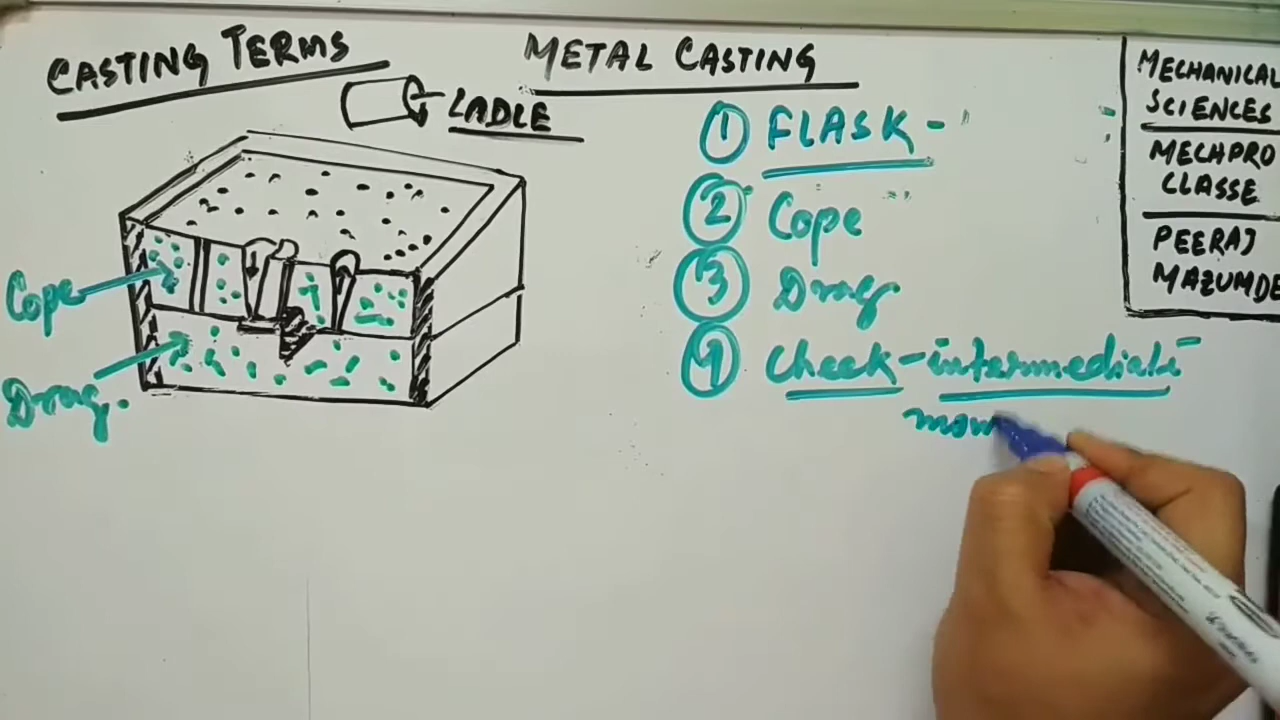 CASTING TERMS
METAL CASTING
LADLE
① FLASK -
② Cope
③ Drag
④ Cheek - intermediate
Cope
Drag.
MECHANICAL
SCIENCES
MECHPRO
CLASSE
PEERAJ
MAZUMDE